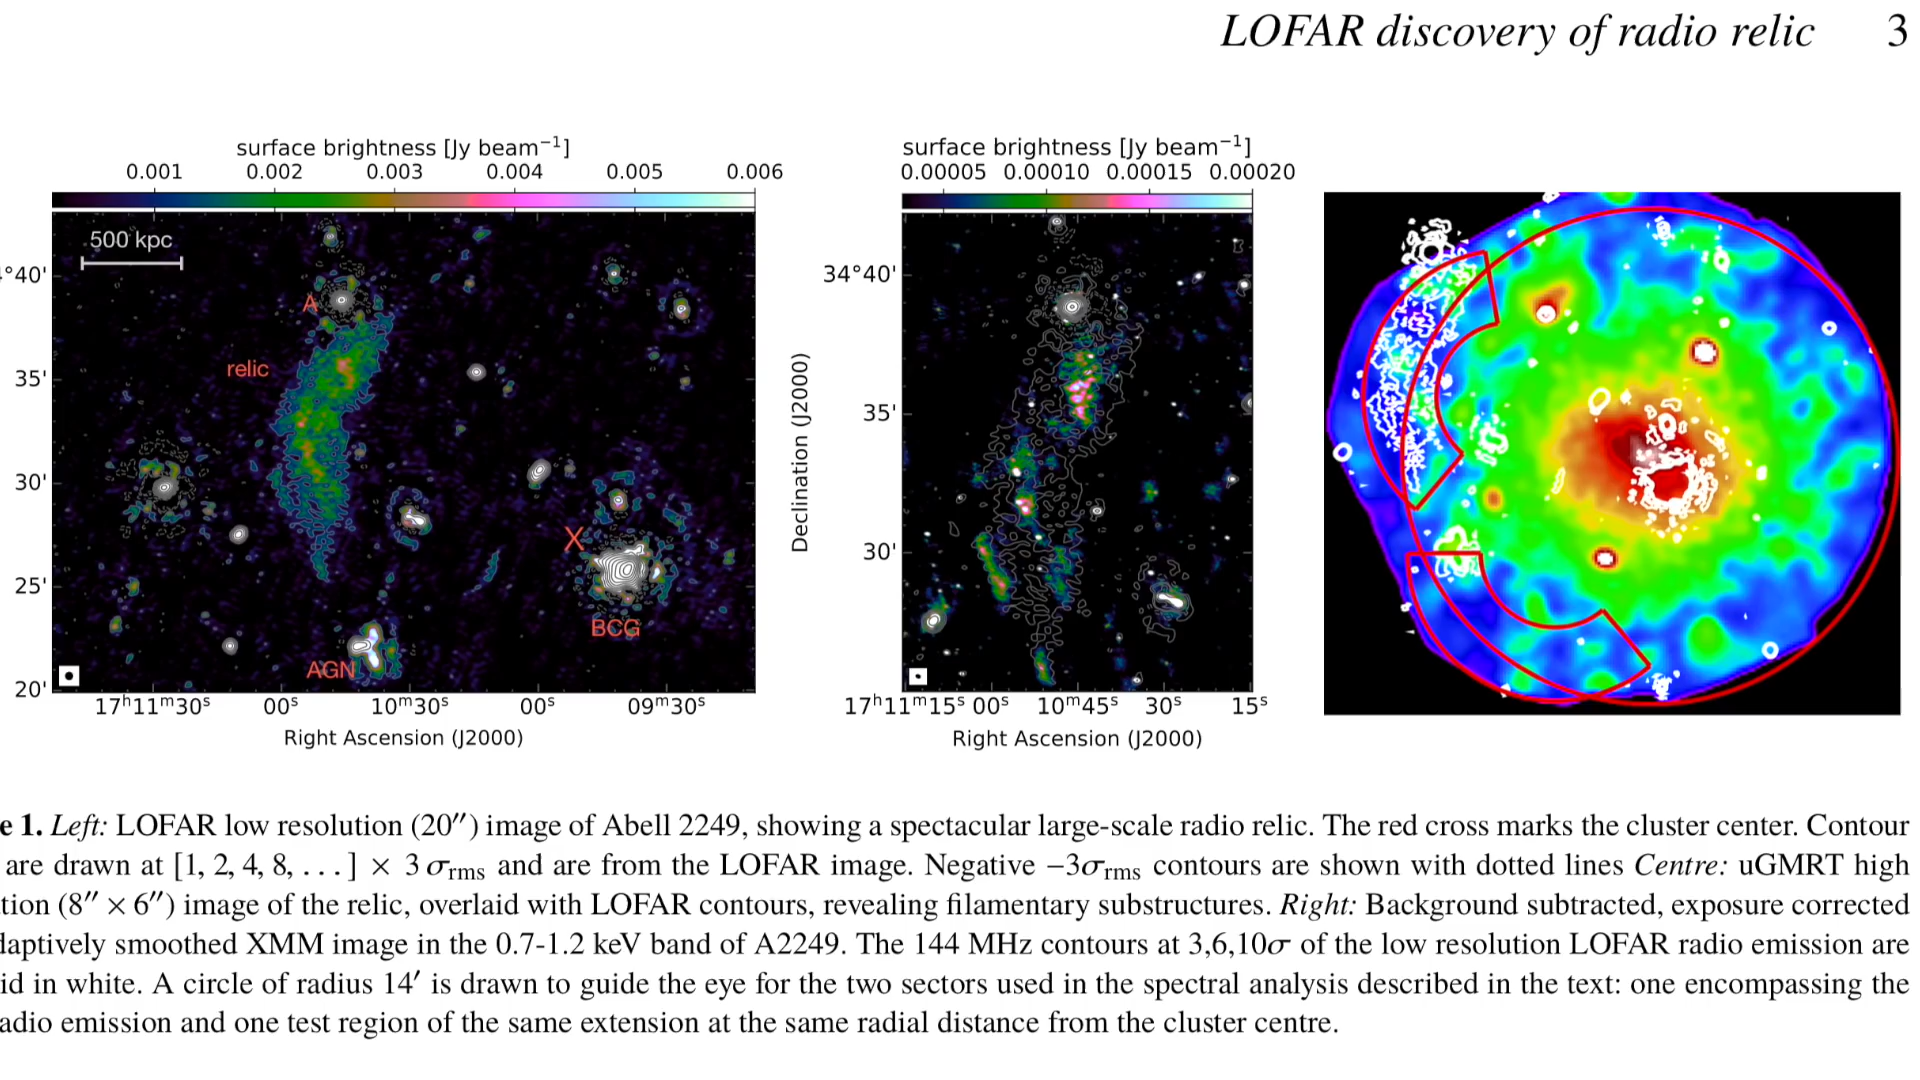 LOFAR discovery of radio relic 3
surface brightness [Jy beam⁻¹]
0.001 0.002 0.003 0.004 0.005 0.006
500 kpc
A
relic
X
BCG
AGN
°40'
35'
30'
25'
20'
17ʰ11ᵐ30ˢ 00ˢ 10ᵐ30ˢ 00ˢ 09ᵐ30ˢ
Right Ascension (J2000)
surface brightness [Jy beam⁻¹]
0.00005 0.00010 0.00015 0.00020
Declination (J2000)
34°40'
35'
30'
17ʰ11ᵐ15ˢ 00ˢ 10ᵐ45ˢ 30ˢ 15ˢ
Right Ascension (J2000)
e 1. Left: LOFAR low resolution (20″) image of Abell 2249, showing a spectacular large-scale radio relic. The red cross marks the cluster center. Contour
are drawn at [1, 2, 4, 8, . . . ] × 3 σrms and are from the LOFAR image. Negative −3σrms contours are shown with dotted lines Centre: uGMRT high
tion (8″ × 6″) image of the relic, overlaid with LOFAR contours, revealing filamentary substructures. Right: Background subtracted, exposure corrected
daptively smoothed XMM image in the 0.7-1.2 keV band of A2249. The 144 MHz contours at 3,6,10σ of the low resolution LOFAR radio emission are
id in white. A circle of radius 14′ is drawn to guide the eye for the two sectors used in the spectral analysis described in the text: one encompassing the
adio emission and one test region of the same extension at the same radial distance from the cluster centre.